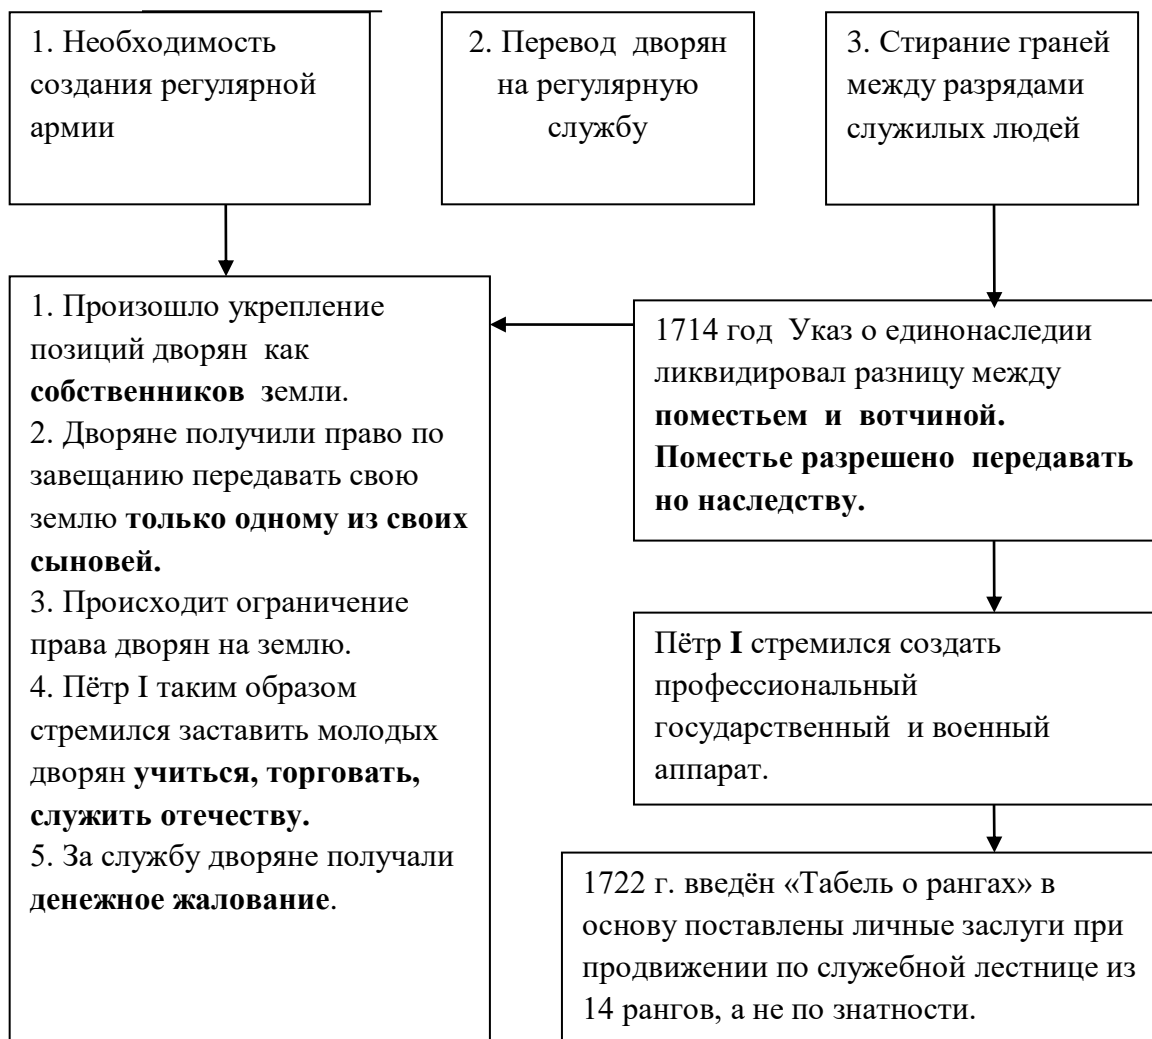 1. Необходимость
создания регулярной
армии
2. Перевод дворян
на регулярную
службу
3. Стирание граней
между разрядами
служилых людей
1. Произошло укрепление
позиций дворян как
собственников земли.
2. Дворяне получили право по
завещанию передавать свою
землю только одному из своих
сыновей.
3. Происходит ограничение
права дворян на землю.
4. Пётр I таким образом
стремился заставить молодых
дворян учиться, торговать,
служить отечеству.
5. За службу дворяне получали
денежное жалование.
1714 год Указ о единонаследии
ликвидировал разницу между
поместьем и вотчиной.
Поместье разрешено передавать
но наследству.
Пётр I стремился создать
профессиональный
государственный и военный
аппарат.
1722 г. введён «Табель о рангах» в
основу поставлены личные заслуги при
продвижении по служебной лестнице из
14 рангов, а не по знатности.